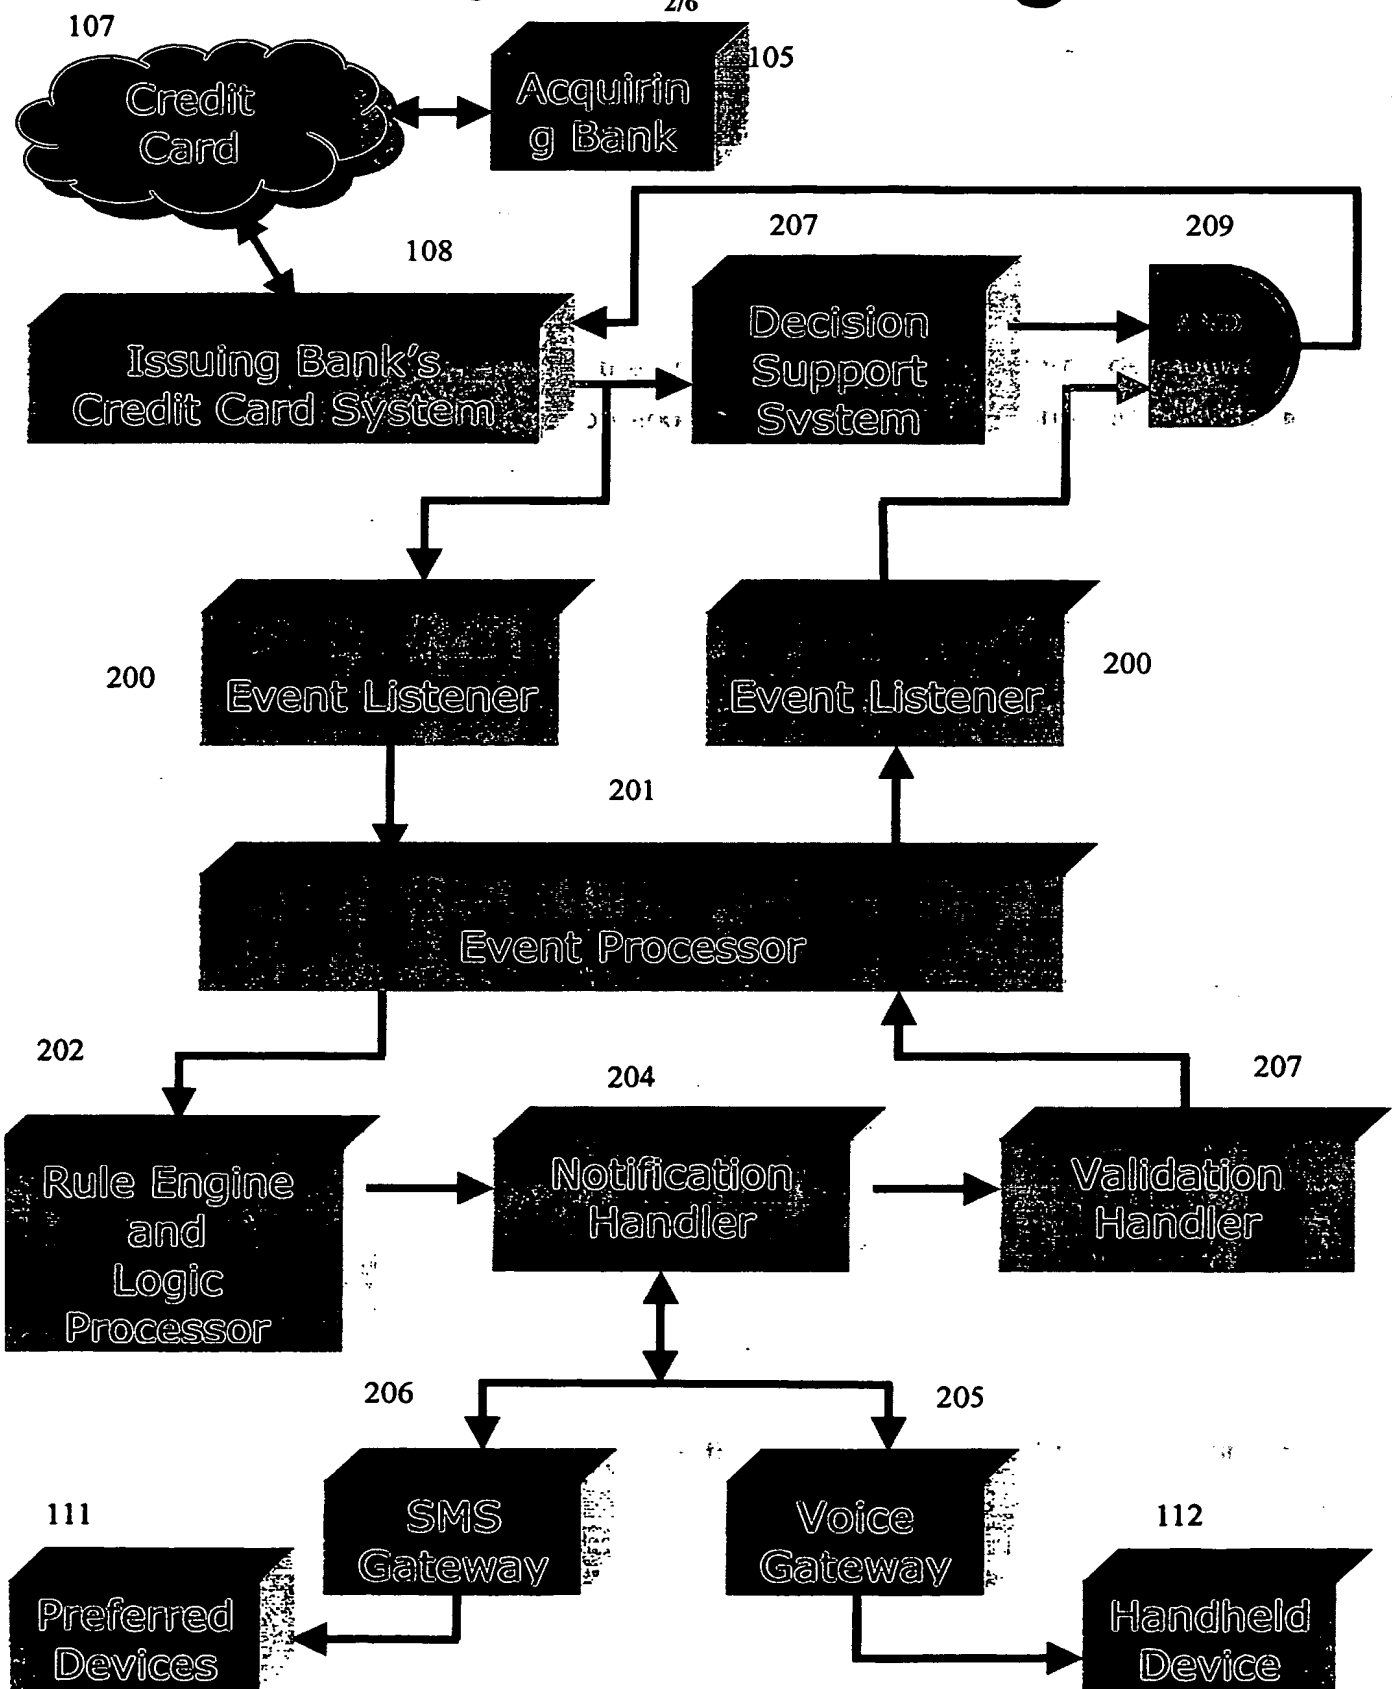 2/6
107
105
Credit
Card
Acquirin
g Bank
108
207
209
Issuing Bank's
Credit Card System
Decision
Support
System
AND
200
Event Listener
Event Listener
200
201
Event Processor
202
204
207
Rule Engine
and
Logic
Processor
Notification
Handler
Validation
Handler
206
205
SMS
Gateway
Voice
Gateway
111
112
Preferred
Devices
Handheld
Device